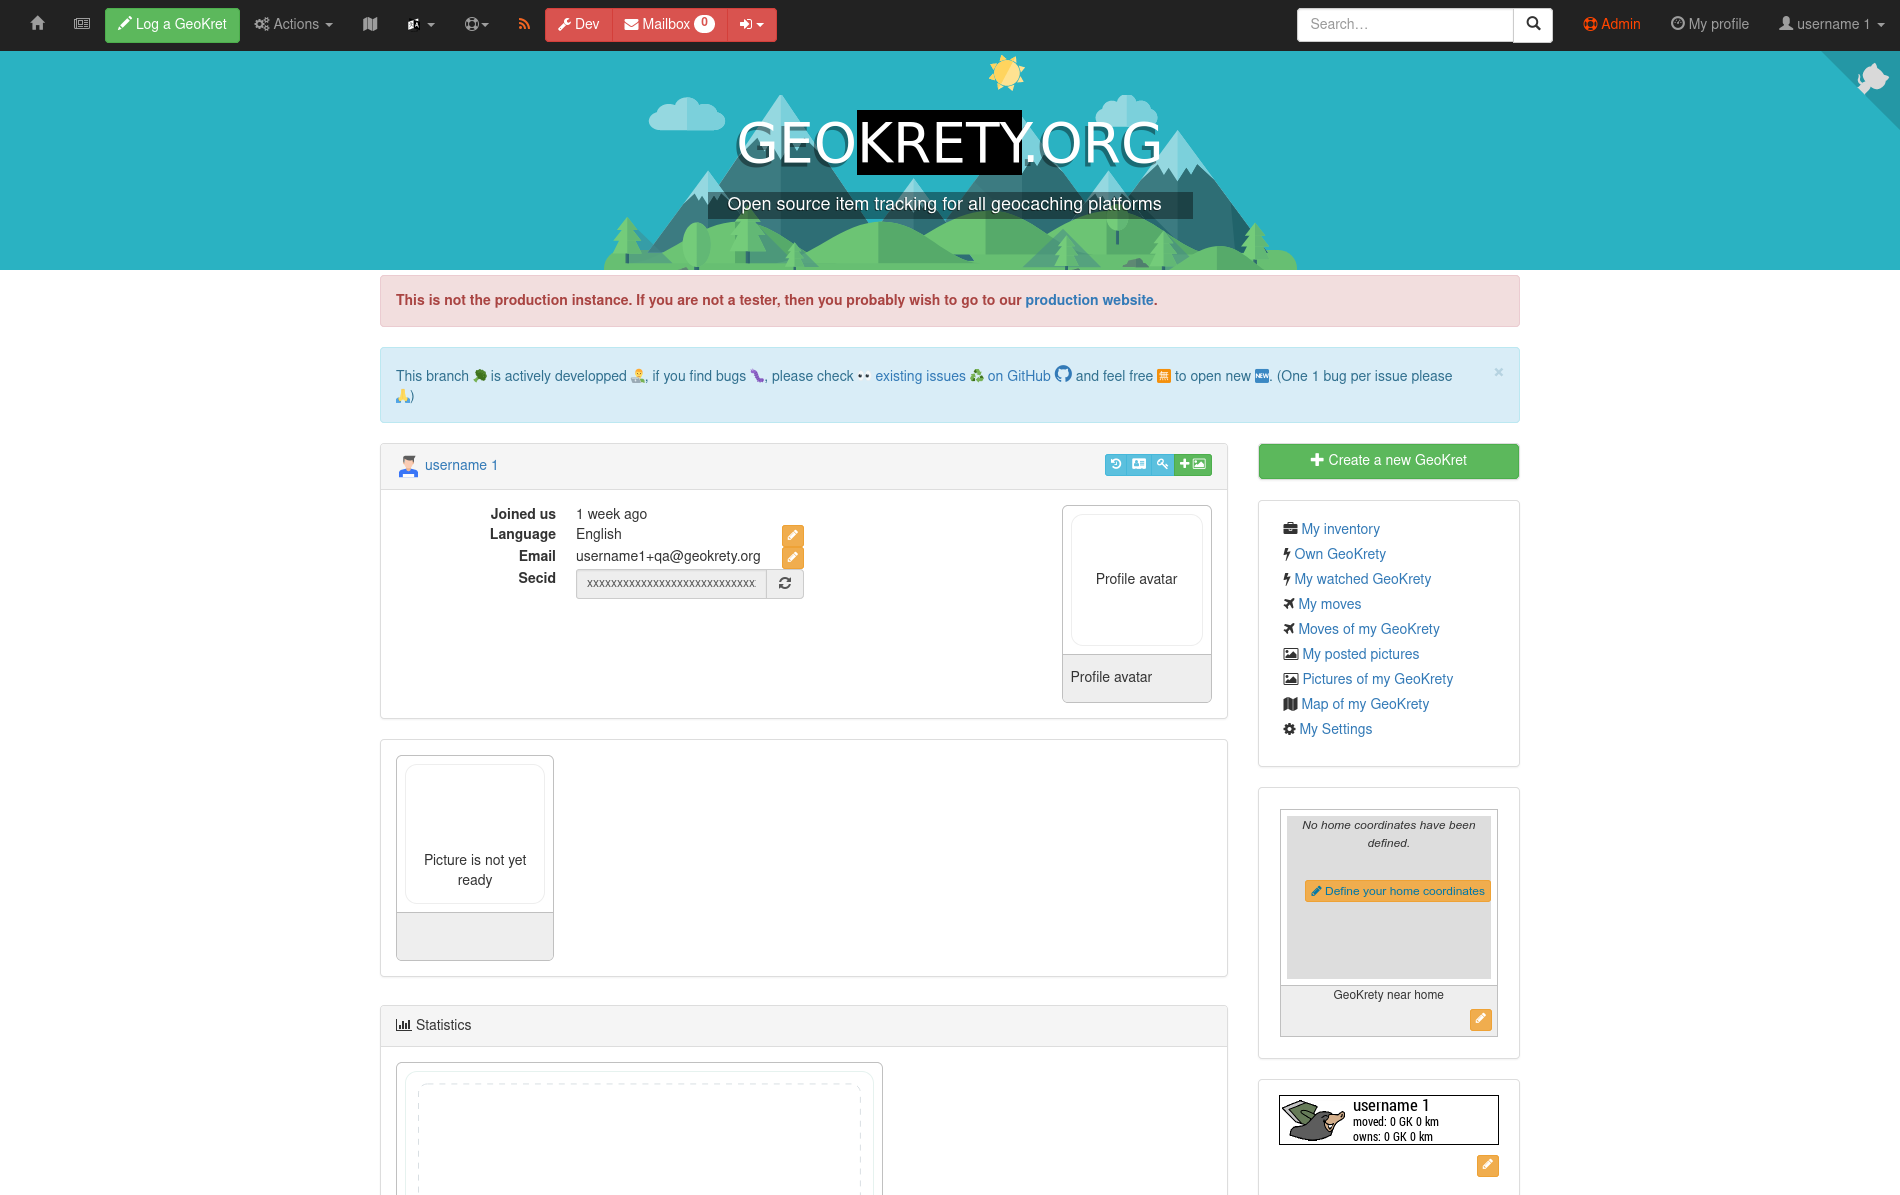 Log a GeoKret
Actions
Dev
Mailbox 0
Search...
Admin
My profile
username 1
GEOKRETY.ORG
Open source item tracking for all geocaching platforms
This is not the production instance. If you are not a tester, then you probably wish to go to our production website.
This branch 🥦 is actively developped, if you find bugs 🐛, please check 👀 existing issues ♻ on GitHub and feel free 🈚 to open new 🆕. (One 1 bug per issue please
🙏)
×
username 1
Joined us 1 week ago
Language English
Email username1+qa@geokrety.org
Secid xxxxxxxxxxxxxxxxxxxxxxxxxxxx
Profile avatar
Profile avatar
Picture is not yet
ready
Statistics
Create a new GeoKret
My inventory
Own GeoKrety
My watched GeoKrety
My moves
Moves of my GeoKrety
My posted pictures
Pictures of my GeoKrety
Map of my GeoKrety
My Settings
No home coordinates have been
defined.
Define your home coordinates
GeoKrety near home
username 1
moved: 0 GK 0 km
owns: 0 GK 0 km